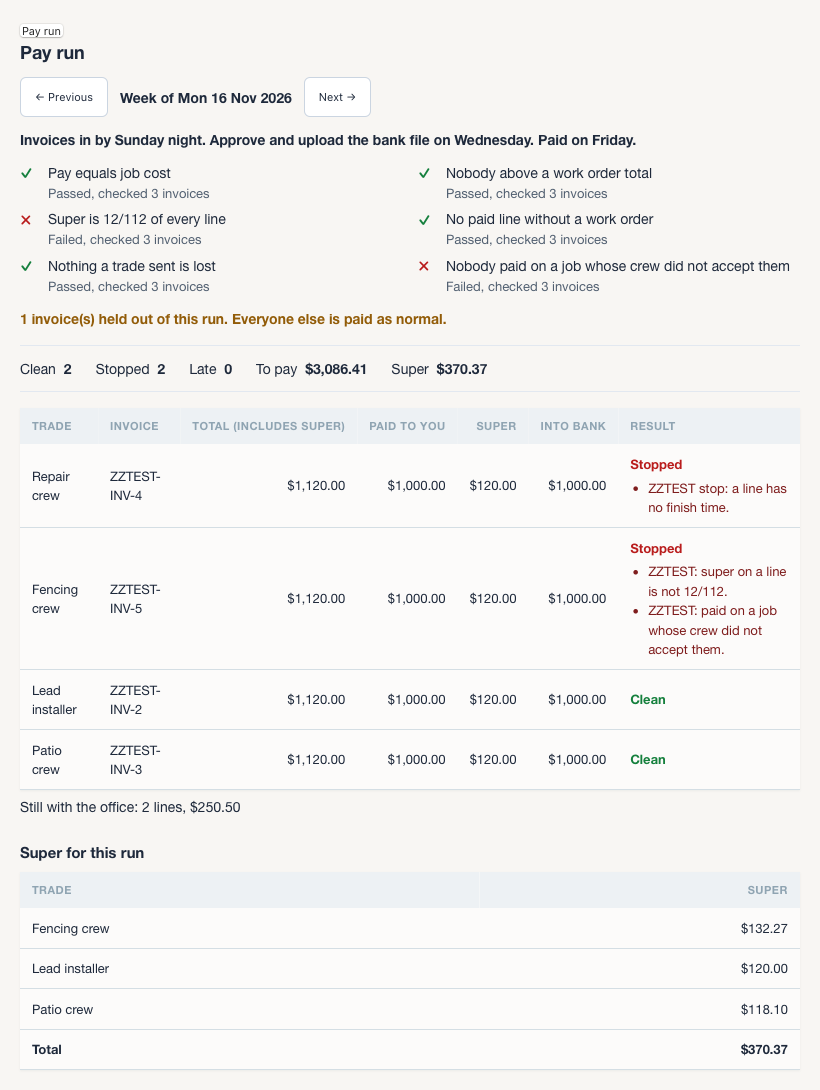 Pay run
Pay run
← Previous
Week of Mon 16 Nov 2026
Next →
Invoices in by Sunday night. Approve and upload the bank file on Wednesday. Paid on Friday.
✓ Pay equals job cost
Passed, checked 3 invoices
✓ Nobody above a work order total
Passed, checked 3 invoices
✕ Super is 12/112 of every line
Failed, checked 3 invoices
✓ No paid line without a work order
Passed, checked 3 invoices
✓ Nothing a trade sent is lost
Passed, checked 3 invoices
✕ Nobody paid on a job whose crew did not accept them
Failed, checked 3 invoices
1 invoice(s) held out of this run. Everyone else is paid as normal.
Clean 2 Stopped 2 Late 0 To pay $3,086.41 Super $370.37
TRADE INVOICE TOTAL (INCLUDES SUPER) PAID TO YOU SUPER INTO BANK RESULT
Repair
crew
ZZTEST-
INV-4
$1,120.00 $1,000.00 $120.00 $1,000.00
Stopped
• ZZTEST stop: a line has
no finish time.
Fencing
crew
ZZTEST-
INV-5
$1,120.00 $1,000.00 $120.00 $1,000.00
Stopped
• ZZTEST: super on a line
is not 12/112.
• ZZTEST: paid on a job
whose crew did not
accept them.
Lead
installer
ZZTEST-
INV-2
$1,120.00 $1,000.00 $120.00 $1,000.00
Clean
Patio
crew
ZZTEST-
INV-3
$1,120.00 $1,000.00 $120.00 $1,000.00
Clean
Still with the office: 2 lines, $250.50
Super for this run
TRADE SUPER
Fencing crew $132.27
Lead installer $120.00
Patio crew $118.10
Total $370.37